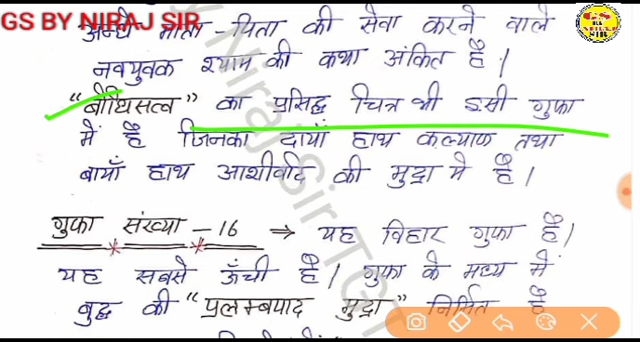 GS BY NIRAJ SIR
अन्धे माता-पिता की सेवा करने वाले
नवयुवक श्याम की कथा अंकित है।
"बोधिसत्व" का प्रसिद्ध चित्र भी इसी गुफा
में है जिनका दायाँ हाथ कल्याण तथा
बायाँ हाथ आशीर्वाद की मुद्रा में है।
गुफा संख्या -16 → यह विहार गुफा है।
यह सबसे ऊँची है। गुफा के मध्य में
बुद्ध की "प्रलम्बपाद मुद्रा" निर्मित है